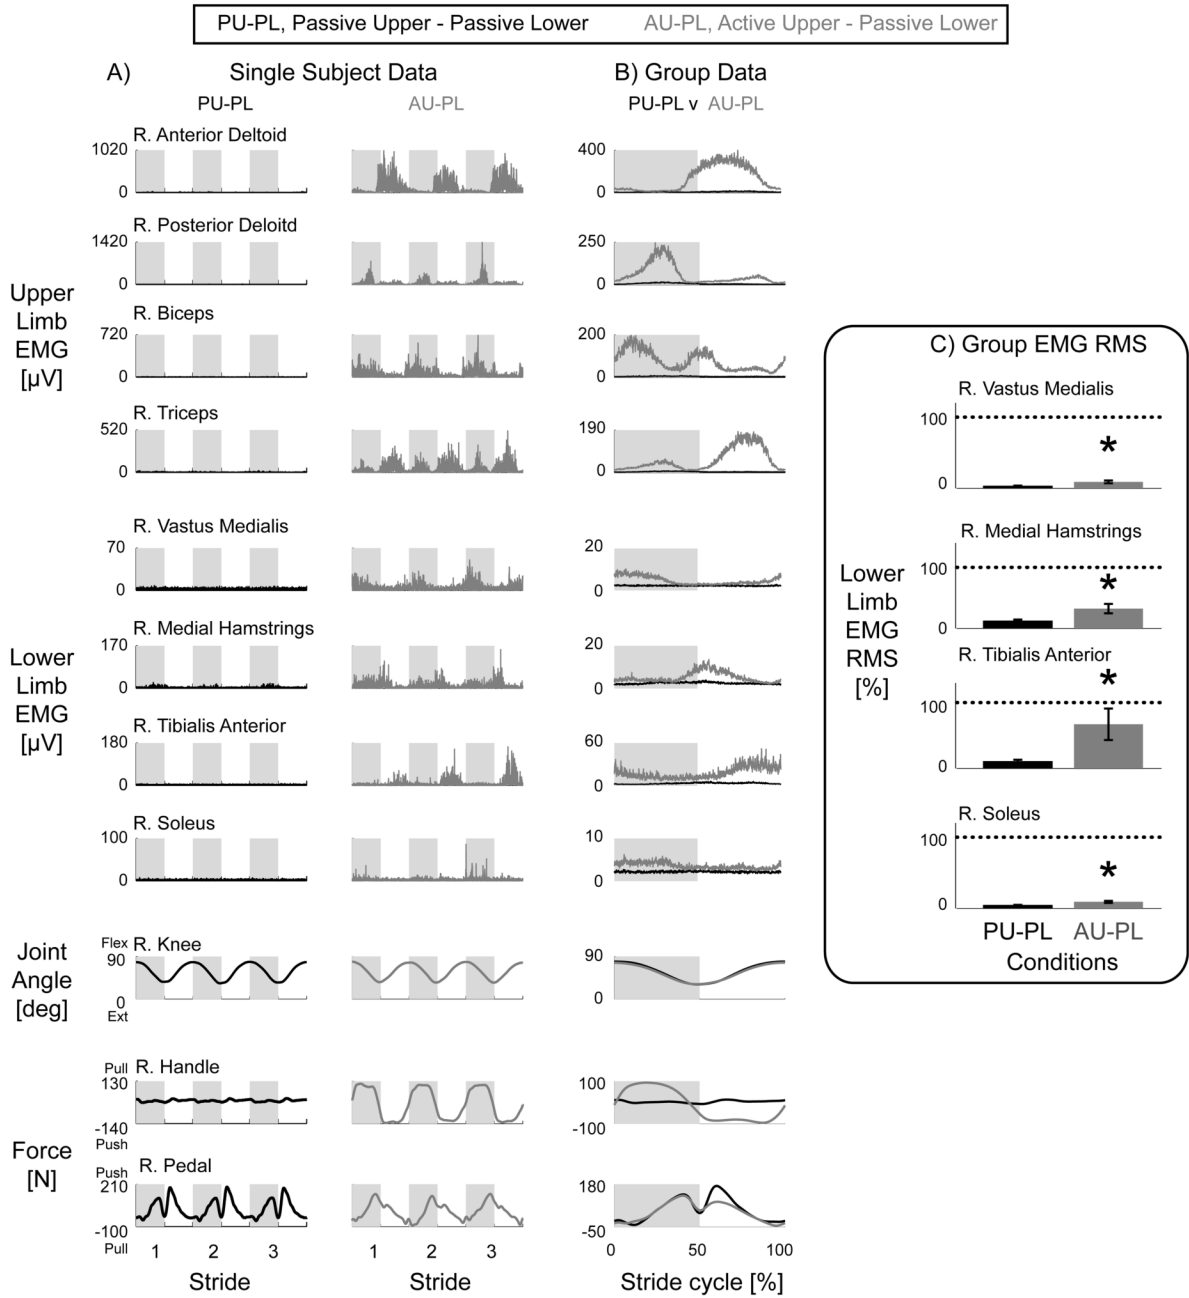 PU-PL, Passive Upper - Passive Lower AU-PL, Active Upper - Passive Lower
A) Single Subject Data B) Group Data
PU-PL AU-PL PU-PL v AU-PL
R. Anterior Deltoid
1020 400
0 0
R. Posterior Deloitd
1420 250
0 0
Upper
Limb
EMG
[µV]
R. Biceps
720 200
0 0
R. Triceps
520 190
0 0
R. Vastus Medialis
70 20
0 0
Lower
Limb
EMG
[µV]
R. Medial Hamstrings
170 20
0 0
R. Tibialis Anterior
180 60
0 0
R. Soleus
100 10
0 0
Joint
Angle
[deg]
R. Knee
Flex
90 90
0 0
Ext
Force
[N]
R. Handle
Pull
130 100
-140 -100
Push
R. Pedal
Push
210 180
-100 -50
Pull
1 2 3 1 2 3 0 50 100
Stride Stride Stride cycle [%]
C) Group EMG RMS
Lower
Limb
EMG
RMS
[%]
R. Vastus Medialis
100
*
0
R. Medial Hamstrings
100
*
0
R. Tibialis Anterior
*
100
0
R. Soleus
100
*
0
PU-PL AU-PL
Conditions